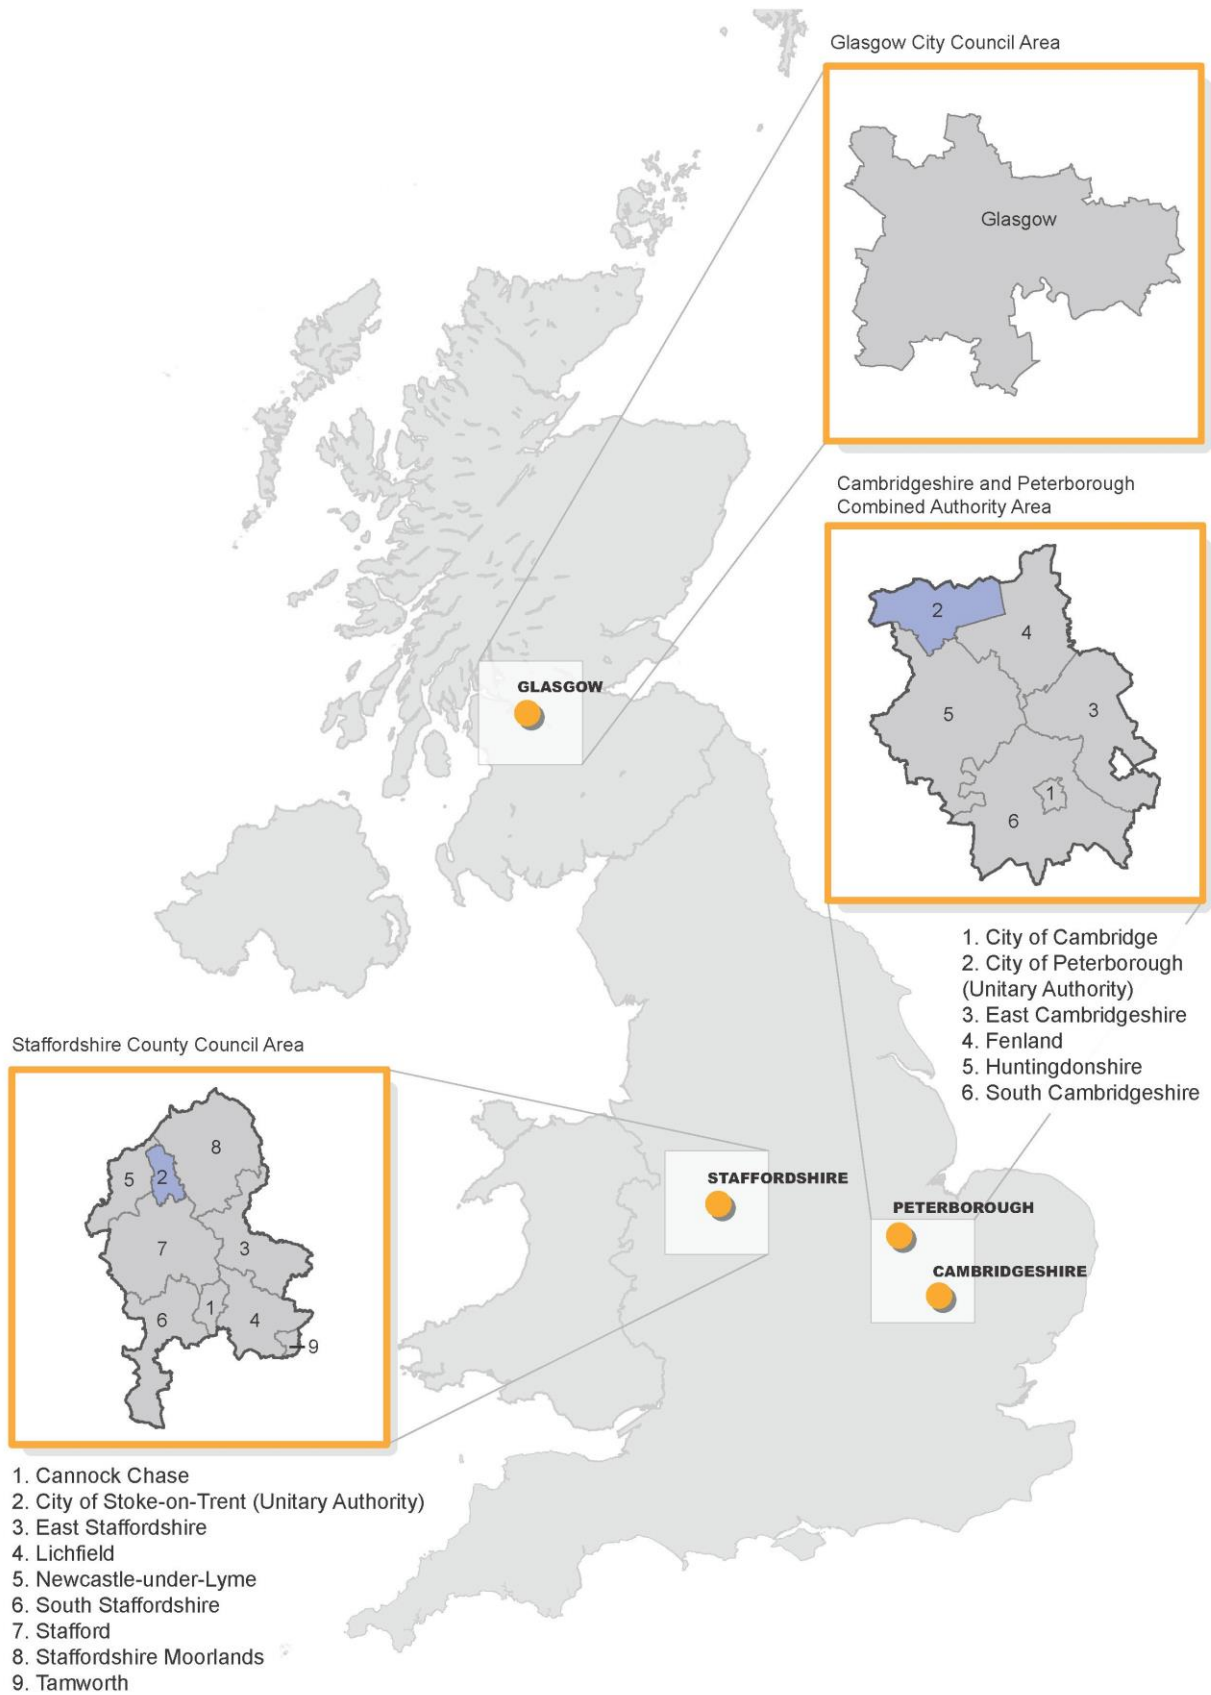 Glasgow City Council Area
Glasgow
Cambridgeshire and Peterborough
Combined Authority Area
2
4
5
3
1
6
GLASGOW
1. City of Cambridge
2. City of Peterborough
(Unitary Authority)
3. East Cambridgeshire
4. Fenland
5. Huntingdonshire
6. South Cambridgeshire
Staffordshire County Council Area
8
5
2
7
3
6
1
4
9
STAFFORDSHIRE
PETERBOROUGH
CAMBRIDGESHIRE
1. Cannock Chase
2. City of Stoke-on-Trent (Unitary Authority)
3. East Staffordshire
4. Lichfield
5. Newcastle-under-Lyme
6. South Staffordshire
7. Stafford
8. Staffordshire Moorlands
9. Tamworth